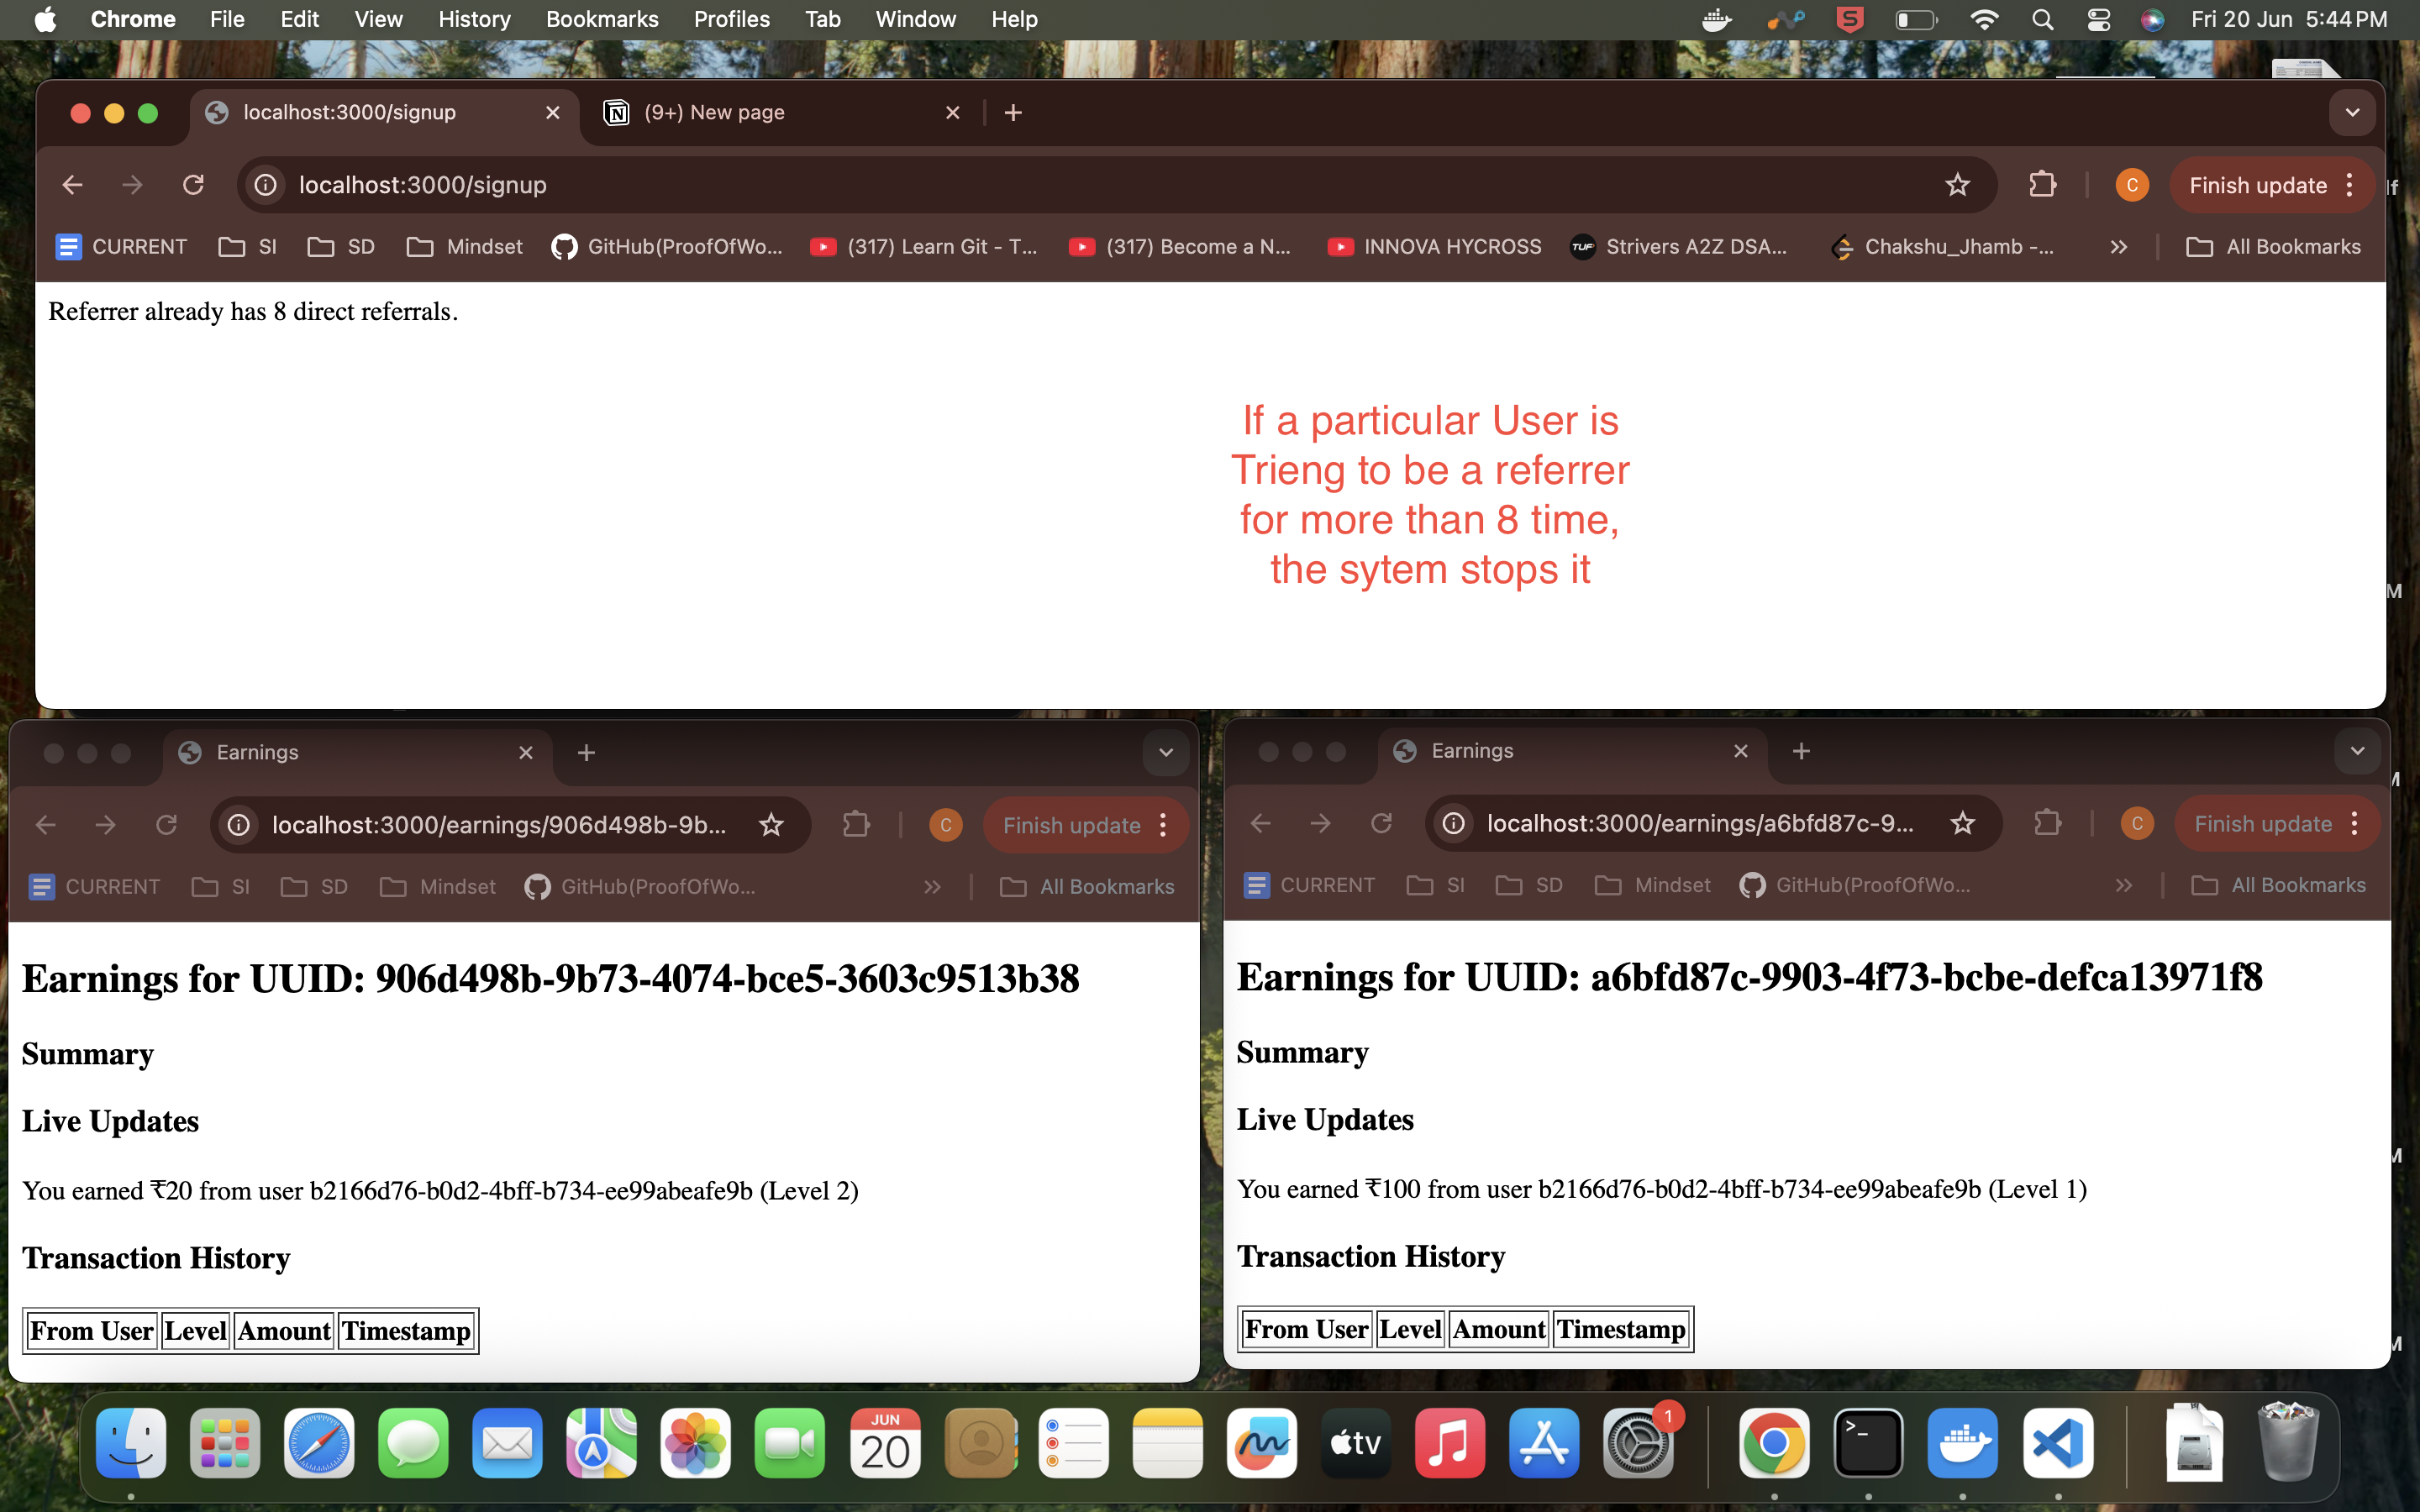 Chrome File Edit View History Bookmarks Profiles Tab Window Help Fri 20 Jun 5:44 PM
localhost:3000/signup (9+) New page
localhost:3000/signup Finish update
CURRENT SI SD Mindset GitHub(ProofOfWo... (317) Learn Git - T... (317) Become a N... INNOVA HYCROSS TUF Strivers A2Z DSA... Chakshu_Jhamb -... All Bookmarks
Referrer already has 8 direct referrals.
If a particular User is
Trieng to be a referrer
for more than 8 time,
the sytem stops it
Earnings
localhost:3000/earnings/906d498b-9b... C Finish update
CURRENT SI SD Mindset GitHub(ProofOfWo... All Bookmarks
Earnings for UUID: 906d498b-9b73-4074-bce5-3603c9513b38
Summary
Live Updates
You earned ₹20 from user b2166d76-b0d2-4bff-b734-ee99abeafe9b (Level 2)
Transaction History
From User Level Amount Timestamp
Earnings
localhost:3000/earnings/a6bfd87c-9... C Finish update
CURRENT SI SD Mindset GitHub(ProofOfWo... All Bookmarks
Earnings for UUID: a6bfd87c-9903-4f73-bcbe-defca13971f8
Summary
Live Updates
You earned ₹100 from user b2166d76-b0d2-4bff-b734-ee99abeafe9b (Level 1)
Transaction History
From User Level Amount Timestamp
JUN
20
tv
1